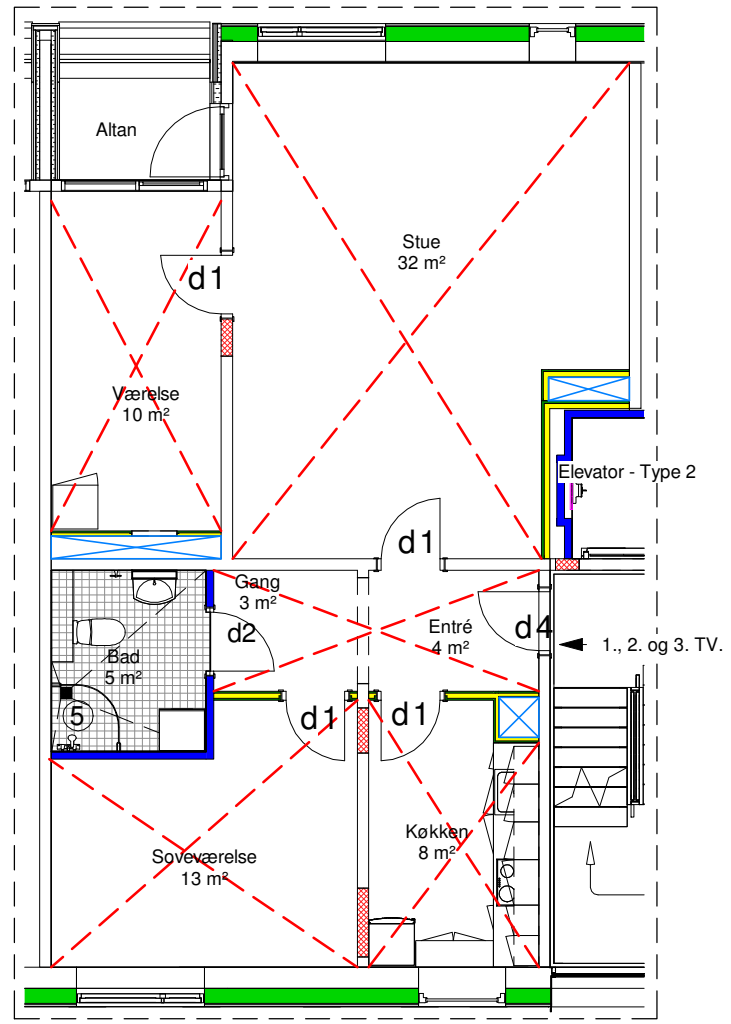 Altan
Stue
32 m²
d1
Værelse
10 m²
Elevator - Type 2
d1
Gang
3 m²
d2
Entré
4 m²
d4
1., 2. og 3. TV.
Bad
5 m²
5
d1
d1
Køkken
8 m²
Soveværelse
13 m²